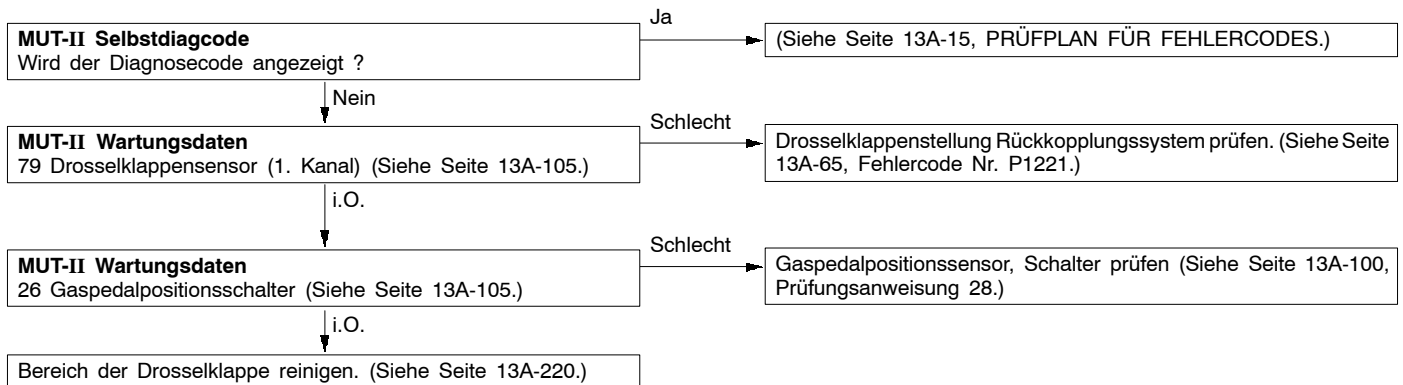 MUT-II Selbstdiagcode
Wird der Diagnosecode angezeigt ?
Ja
(Siehe Seite 13A-15, PRÜFPLAN FÜR FEHLERCODES.)
Nein
MUT-II Wartungsdaten
79 Drosselklappensensor (1. Kanal) (Siehe Seite 13A-105.)
Schlecht
Drosselklappenstellung Rückkopplungssystem prüfen. (Siehe Seite
13A-65, Fehlercode Nr. P1221.)
i.O.
MUT-II Wartungsdaten
26 Gaspedalpositionsschalter (Siehe Seite 13A-105.)
Schlecht
Gaspedalpositionssensor, Schalter prüfen (Siehe Seite 13A-100,
Prüfungsanweisung 28.)
i.O.
Bereich der Drosselklappe reinigen. (Siehe Seite 13A-220.)